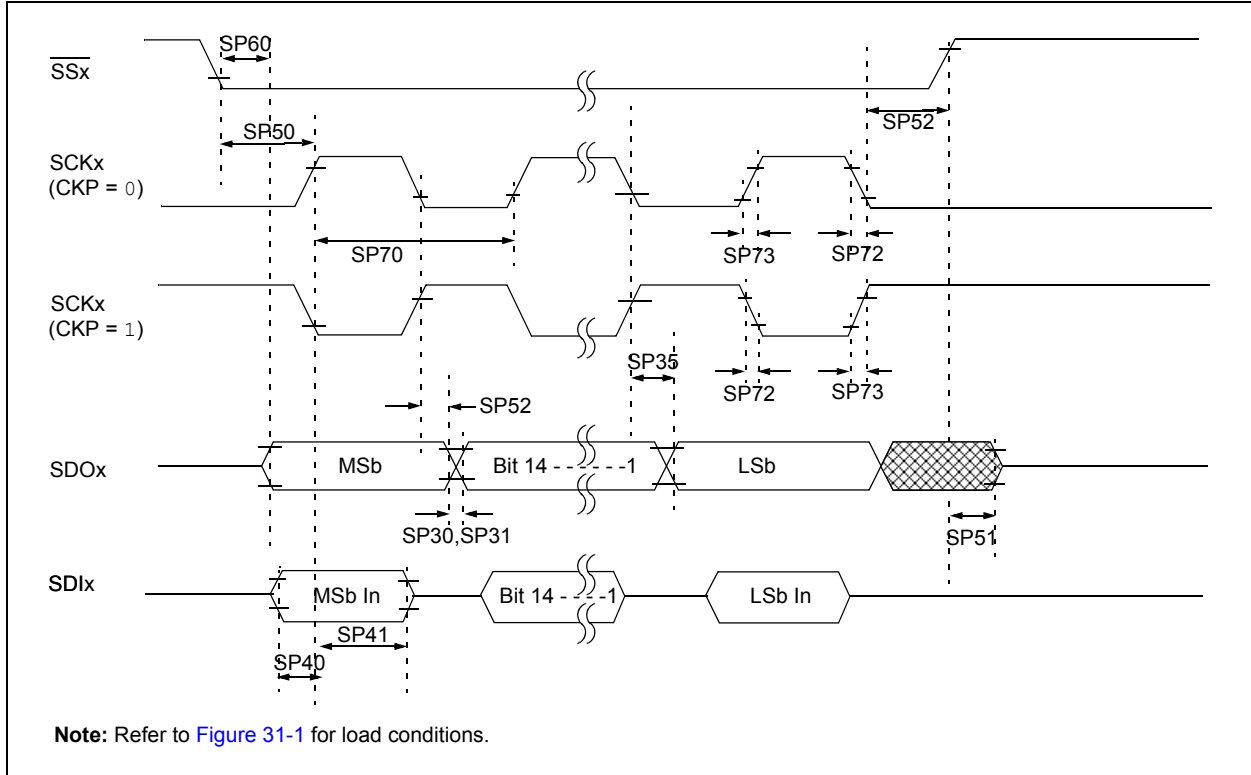 SP60
SSx
SP50
SP52
SCKx
(CKP = 0)
SP70
SP73
SP72
SCKx
(CKP = 1)
SP35
SP72
SP73
SP52
SDOx
MSb
Bit 14 - - - - - -1
LSb
SP30,SP31
SP51
SDIx
MSb In
Bit 14 - - - -1
LSb In
SP41
SP40
Note: Refer to Figure 31-1 for load conditions.